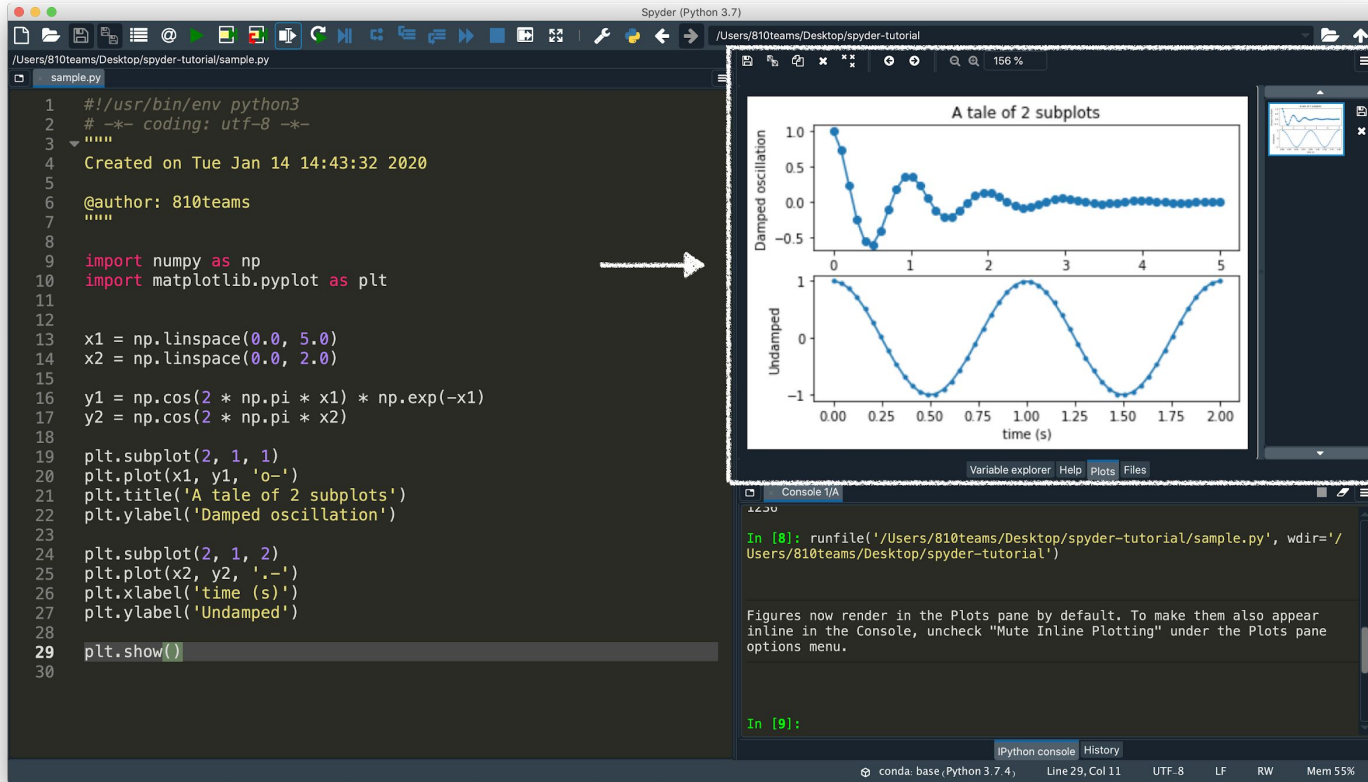 Spyder (Python 3.7)
/Users/810teams/Desktop/spyder-tutorial
/Users/810teams/Desktop/spyder-tutorial/sample.py
sample.py
1 #!/usr/bin/env python3
2 # -*- coding: utf-8 -*-
3 """
4 Created on Tue Jan 14 14:43:32 2020
5
6 @author: 810teams
7 """
8
9 import numpy as np
10 import matplotlib.pyplot as plt
11
12
13 x1 = np.linspace(0.0, 5.0)
14 x2 = np.linspace(0.0, 2.0)
15
16 y1 = np.cos(2 * np.pi * x1) * np.exp(-x1)
17 y2 = np.cos(2 * np.pi * x2)
18
19 plt.subplot(2, 1, 1)
20 plt.plot(x1, y1, 'o-')
21 plt.title('A tale of 2 subplots')
22 plt.ylabel('Damped oscillation')
23
24 plt.subplot(2, 1, 2)
25 plt.plot(x2, y2, '.-')
26 plt.xlabel('time (s)')
27 plt.ylabel('Undamped')
28
29 plt.show()
30
156 %
A tale of 2 subplots
Damped oscillation
1.0
0.5
0.0
−0.5
0 1 2 3 4 5
Undamped
1
0
−1
0.00 0.25 0.50 0.75 1.00 1.25 1.50 1.75 2.00
time (s)
Variable explorer Help Plots Files
Console 1/A
In [8]: runfile('/Users/810teams/Desktop/spyder-tutorial/sample.py', wdir='/
Users/810teams/Desktop/spyder-tutorial')
Figures now render in the Plots pane by default. To make them also appear
inline in the Console, uncheck "Mute Inline Plotting" under the Plots pane
options menu.
In [9]:
IPython console History
conda: base (Python 3.7.4) Line 29, Col 11 UTF-8 LF RW Mem 55%